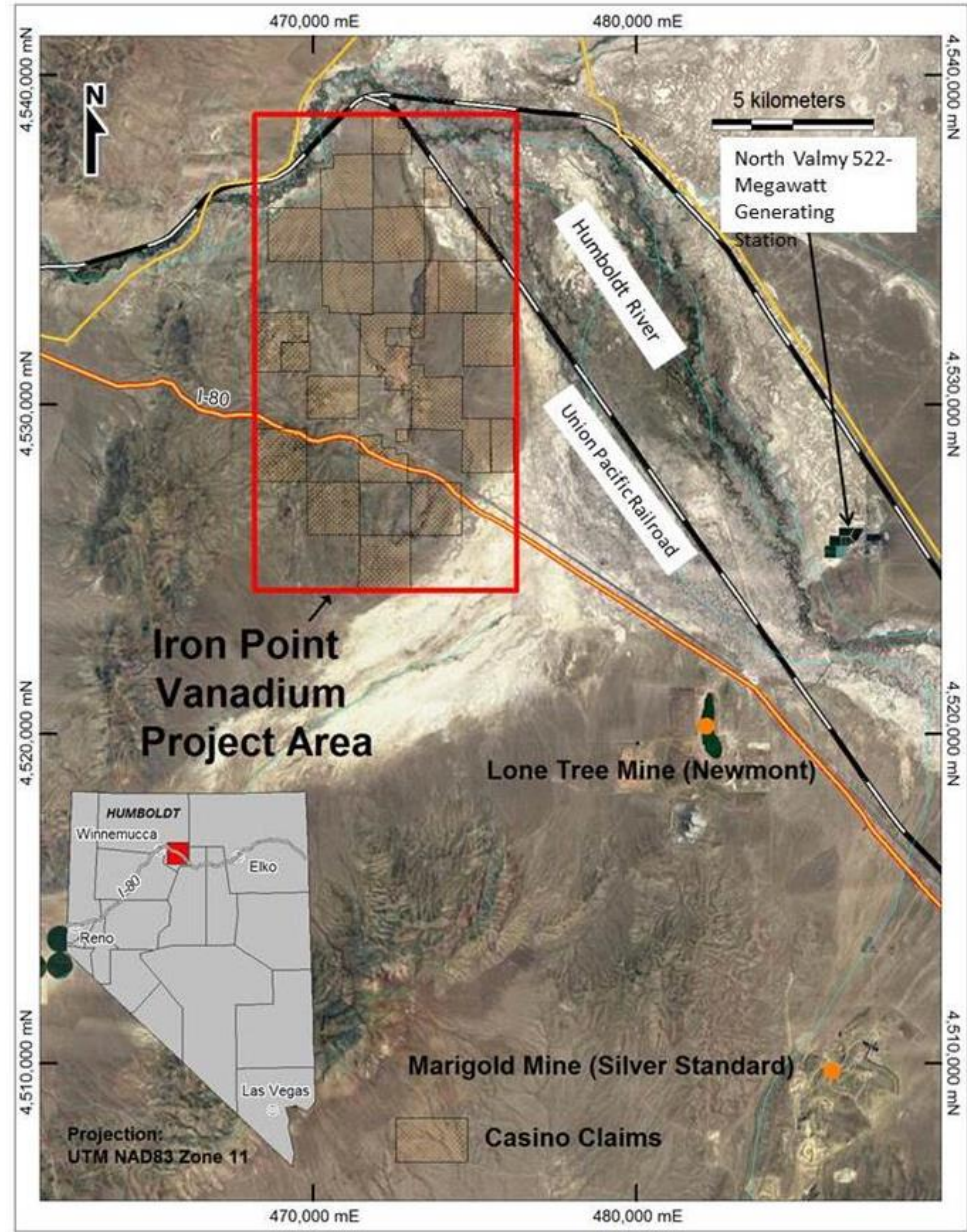 470,000 mE
480,000 mE
4,540,000 mN
4,540,000 mN
N
5 kilometers
North Valmy 522-
Megawatt
Generating
Station
Humboldt River
I-80
4,530,000 mN
4,530,000 mN
Union Pacific Railroad
Iron Point
Vanadium
Project Area
4,520,000 mN
4,520,000 mN
Lone Tree Mine (Newmont)
HUMBOLDT
Winnemucca
Elko
I-80
Reno
Las Vegas
4,510,000 mN
4,510,000 mN
Marigold Mine (Silver Standard)
Casino Claims
Projection:
UTM NAD83 Zone 11
470,000 mE
480,000 mE